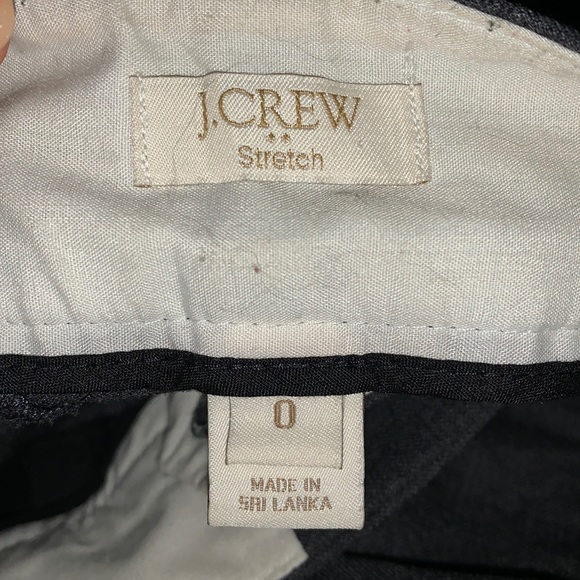 J.CREW
Stretch
0
MADE IN
SRI LANKA